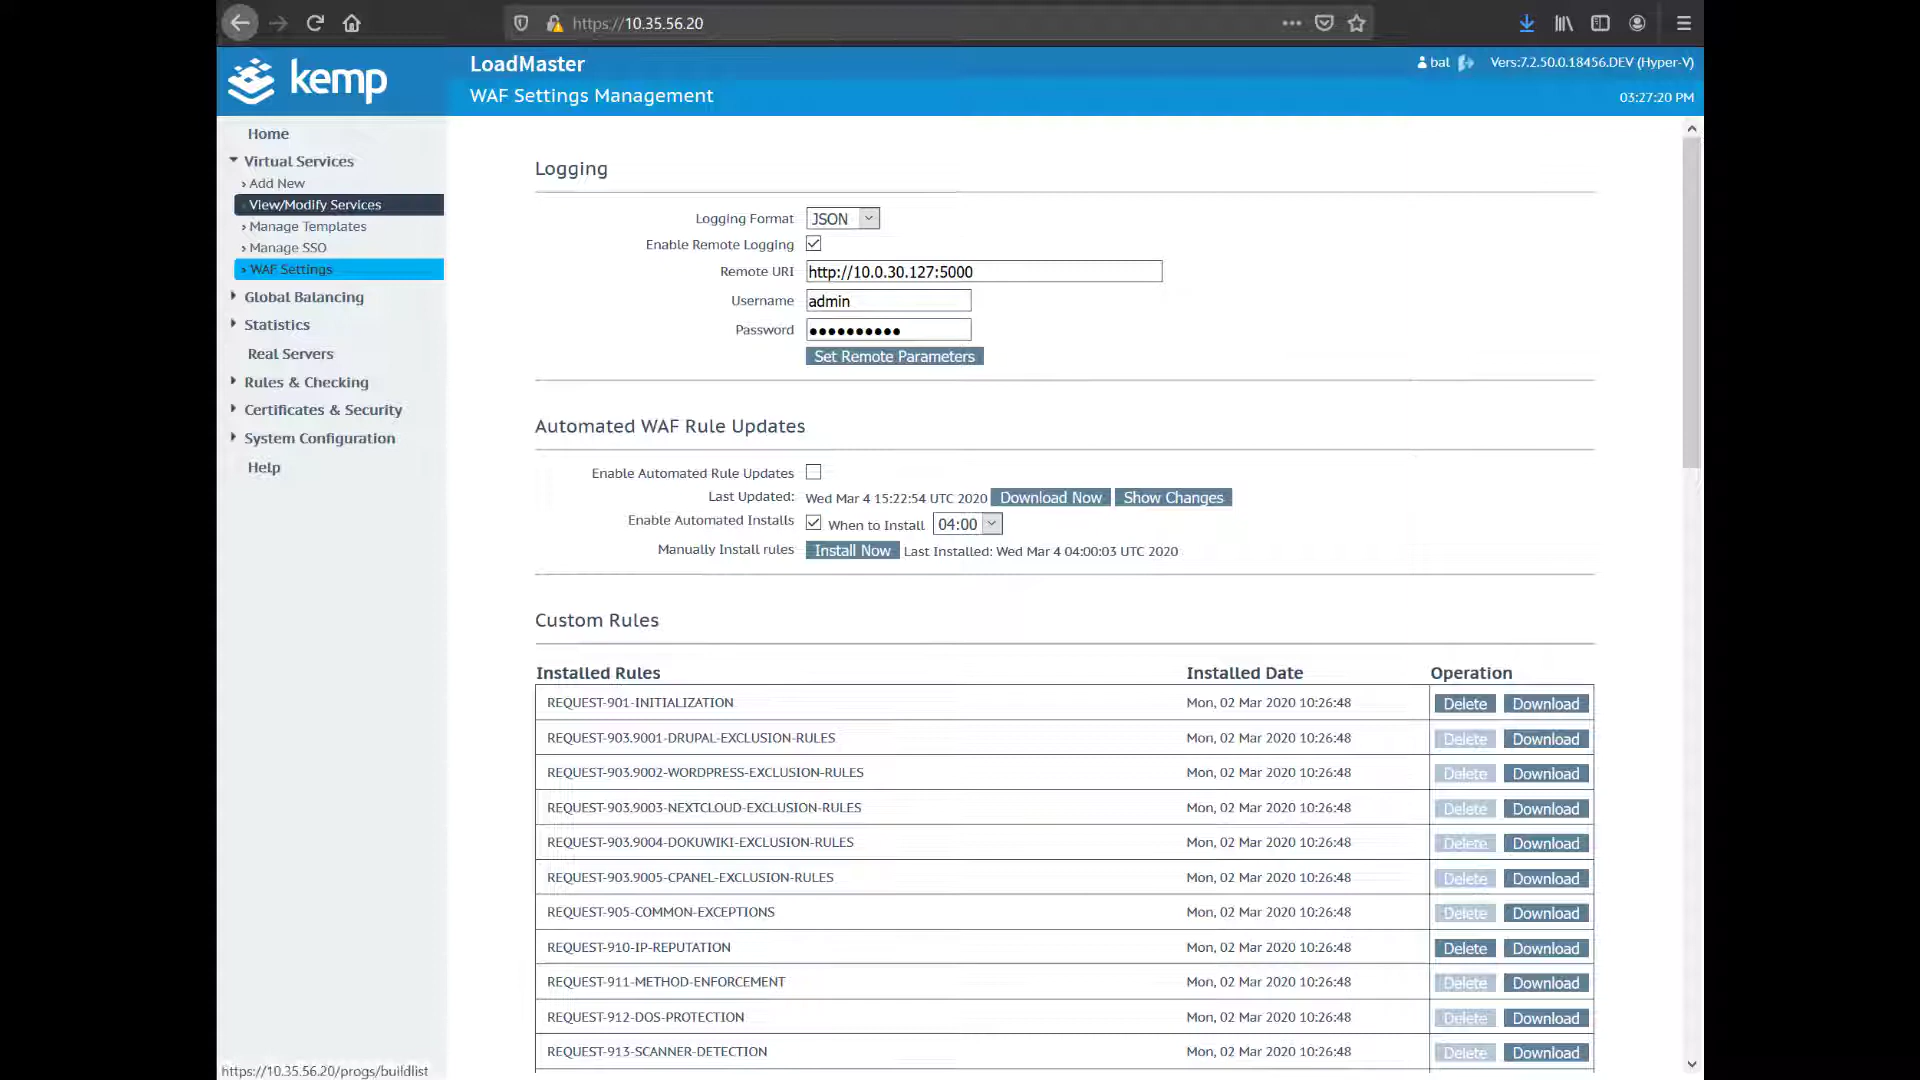 https://10.35.56.20
kemp
LoadMaster
WAF Settings Management
bal
Vers:7.2.50.0.18456.DEV (Hyper-V)
03:27:20 PM
Home
Virtual Services
› Add New
View/Modify Services
› Manage Templates
› Manage SSO
› WAF Settings
Global Balancing
Statistics
Real Servers
Rules & Checking
Certificates & Security
System Configuration
Help
Logging
Logging Format JSON
Enable Remote Logging
Remote URI http://10.0.30.127:5000
Username admin
Password ●●●●●●●●●●
Set Remote Parameters
Automated WAF Rule Updates
Enable Automated Rule Updates
Last Updated: Wed Mar 4 15:22:54 UTC 2020 Download Now Show Changes
Enable Automated Installs When to Install 04:00
Manually Install rules Install Now Last Installed: Wed Mar 4 04:00:03 UTC 2020
Custom Rules
Installed Rules Installed Date Operation
REQUEST-901-INITIALIZATION Mon, 02 Mar 2020 10:26:48 Delete Download
REQUEST-903.9001-DRUPAL-EXCLUSION-RULES Mon, 02 Mar 2020 10:26:48 Delete Download
REQUEST-903.9002-WORDPRESS-EXCLUSION-RULES Mon, 02 Mar 2020 10:26:48 Delete Download
REQUEST-903.9003-NEXTCLOUD-EXCLUSION-RULES Mon, 02 Mar 2020 10:26:48 Delete Download
REQUEST-903.9004-DOKUWIKI-EXCLUSION-RULES Mon, 02 Mar 2020 10:26:48 Delete Download
REQUEST-903.9005-CPANEL-EXCLUSION-RULES Mon, 02 Mar 2020 10:26:48 Delete Download
REQUEST-905-COMMON-EXCEPTIONS Mon, 02 Mar 2020 10:26:48 Delete Download
REQUEST-910-IP-REPUTATION Mon, 02 Mar 2020 10:26:48 Delete Download
REQUEST-911-METHOD-ENFORCEMENT Mon, 02 Mar 2020 10:26:48 Delete Download
REQUEST-912-DOS-PROTECTION Mon, 02 Mar 2020 10:26:48 Delete Download
REQUEST-913-SCANNER-DETECTION Mon, 02 Mar 2020 10:26:48 Delete Download
https://10.35.56.20/progs/buildlist